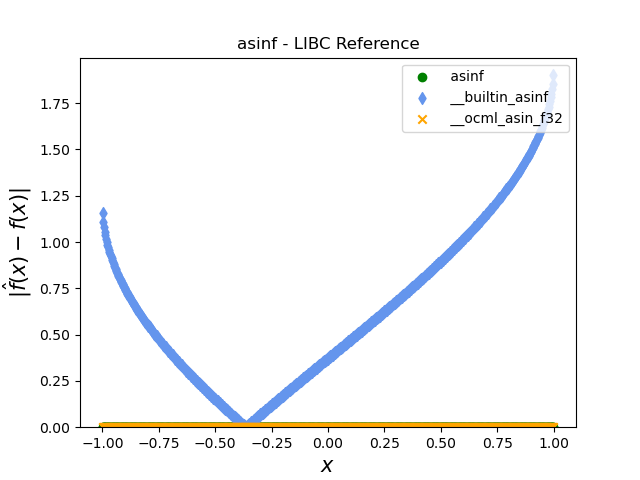 asinf - LIBC Reference
|f̂(x) − f(x)|
1.75
1.50
1.25
1.00
0.75
0.50
0.25
0.00
asinf
__builtin_asinf
__ocml_asin_f32
−1.00 −0.75 −0.50 −0.25 0.00 0.25 0.50 0.75 1.00
x